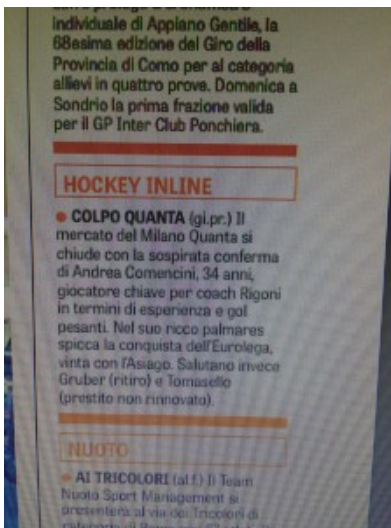 individuale di Appiano Gentile, la
68esima edizione del Giro della
Provincia di Como per al categoria
allievi in quattro prove. Domenica a
Sondrio la prima frazione valida
per il GP Inter Club Ponchiera.
HOCKEY INLINE
● COLPO QUANTA (gi.pr.) Il
mercato del Milano Quanta si
chiude con la sospirata conferma
di Andrea Comencini, 34 anni,
giocatore chiave per coach Rigoni
in termini di esperienza e gol
pesanti. Nel suo ricco palmares
spicca la conquista dell'Eurolega,
vinta con l'Asiago. Salutano invece
Gruber (ritiro) e Tomasello
(prestito non rinnovato).
NUOTO
● AI TRICOLORI (al.f.) Il Team
Nuoto Sport Management si
presenterà al via dei Tricolori di